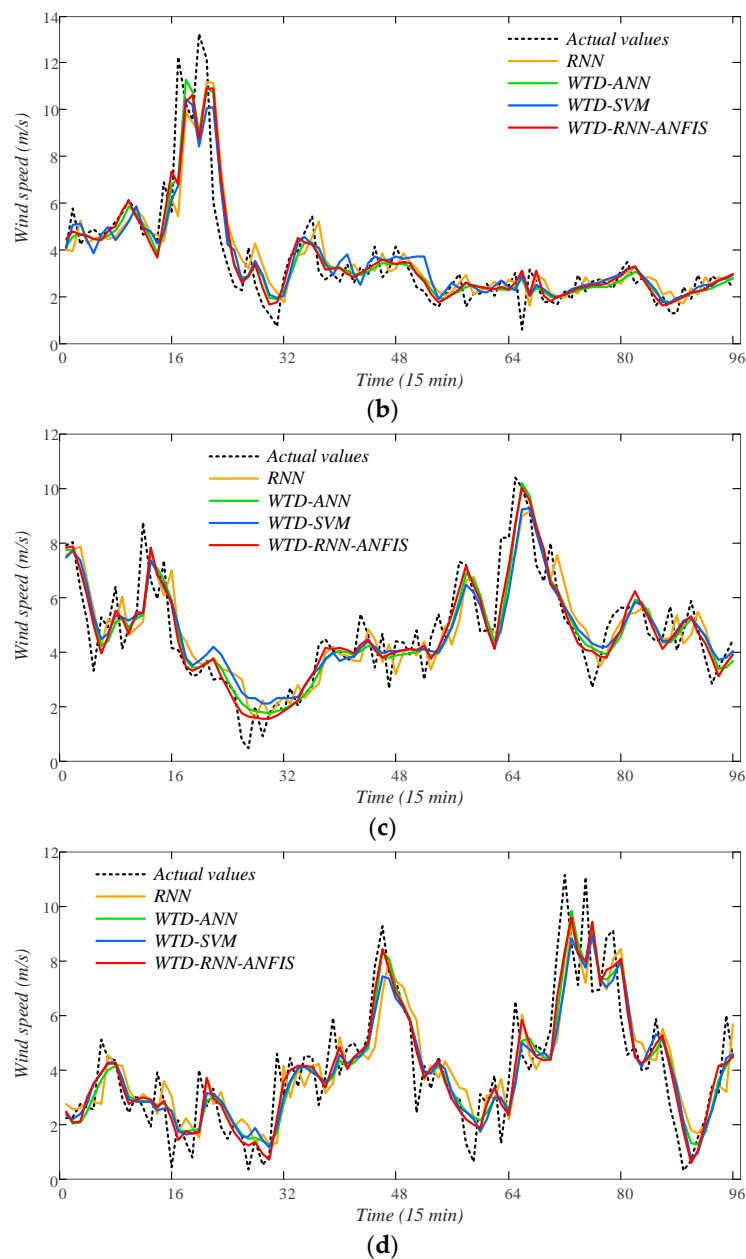 14
12
10
8
6
4
2
0
Wind speed (m/s)
Actual values
RNN
WTD-ANN
WTD-SVM
WTD-RNN-ANFIS
0 16 32 48 64 80 96
Time (15 min)
(b)
12
10
8
6
4
2
0
Wind speed (m/s)
Actual values
RNN
WTD-ANN
WTD-SVM
WTD-RNN-ANFIS
0 16 32 48 64 80 96
Time (15 min)
(c)
12
10
8
6
4
2
0
Wind speed (m/s)
Actual values
RNN
WTD-ANN
WTD-SVM
WTD-RNN-ANFIS
0 16 32 48 64 80 96
Time (15 min)
(d)